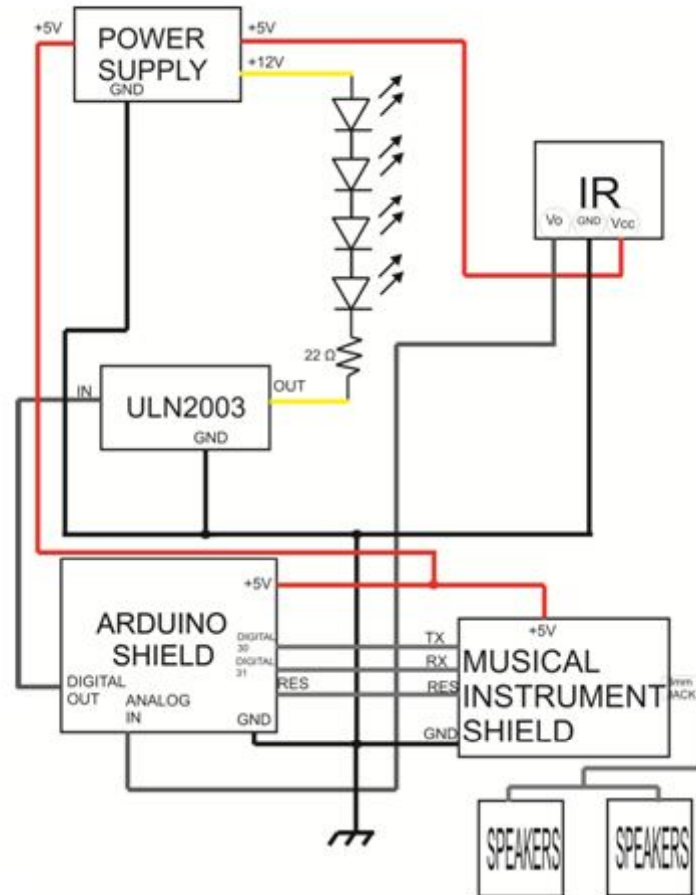 +5V
POWER
SUPPLY
GND
+5V
+12V
IR
Vo
GND
Vcc
22 Ω
IN
ULN2003
OUT
GND
+5V
ARDUINO
SHIELD
DIGITAL
30
DIGITAL
31
RES
DIGITAL
OUT
ANALOG
IN
GND
TX
RX
RES
GND
+5V
MUSICAL
INSTRUMENT
SHIELD
JACK
SPEAKERS
SPEAKERS